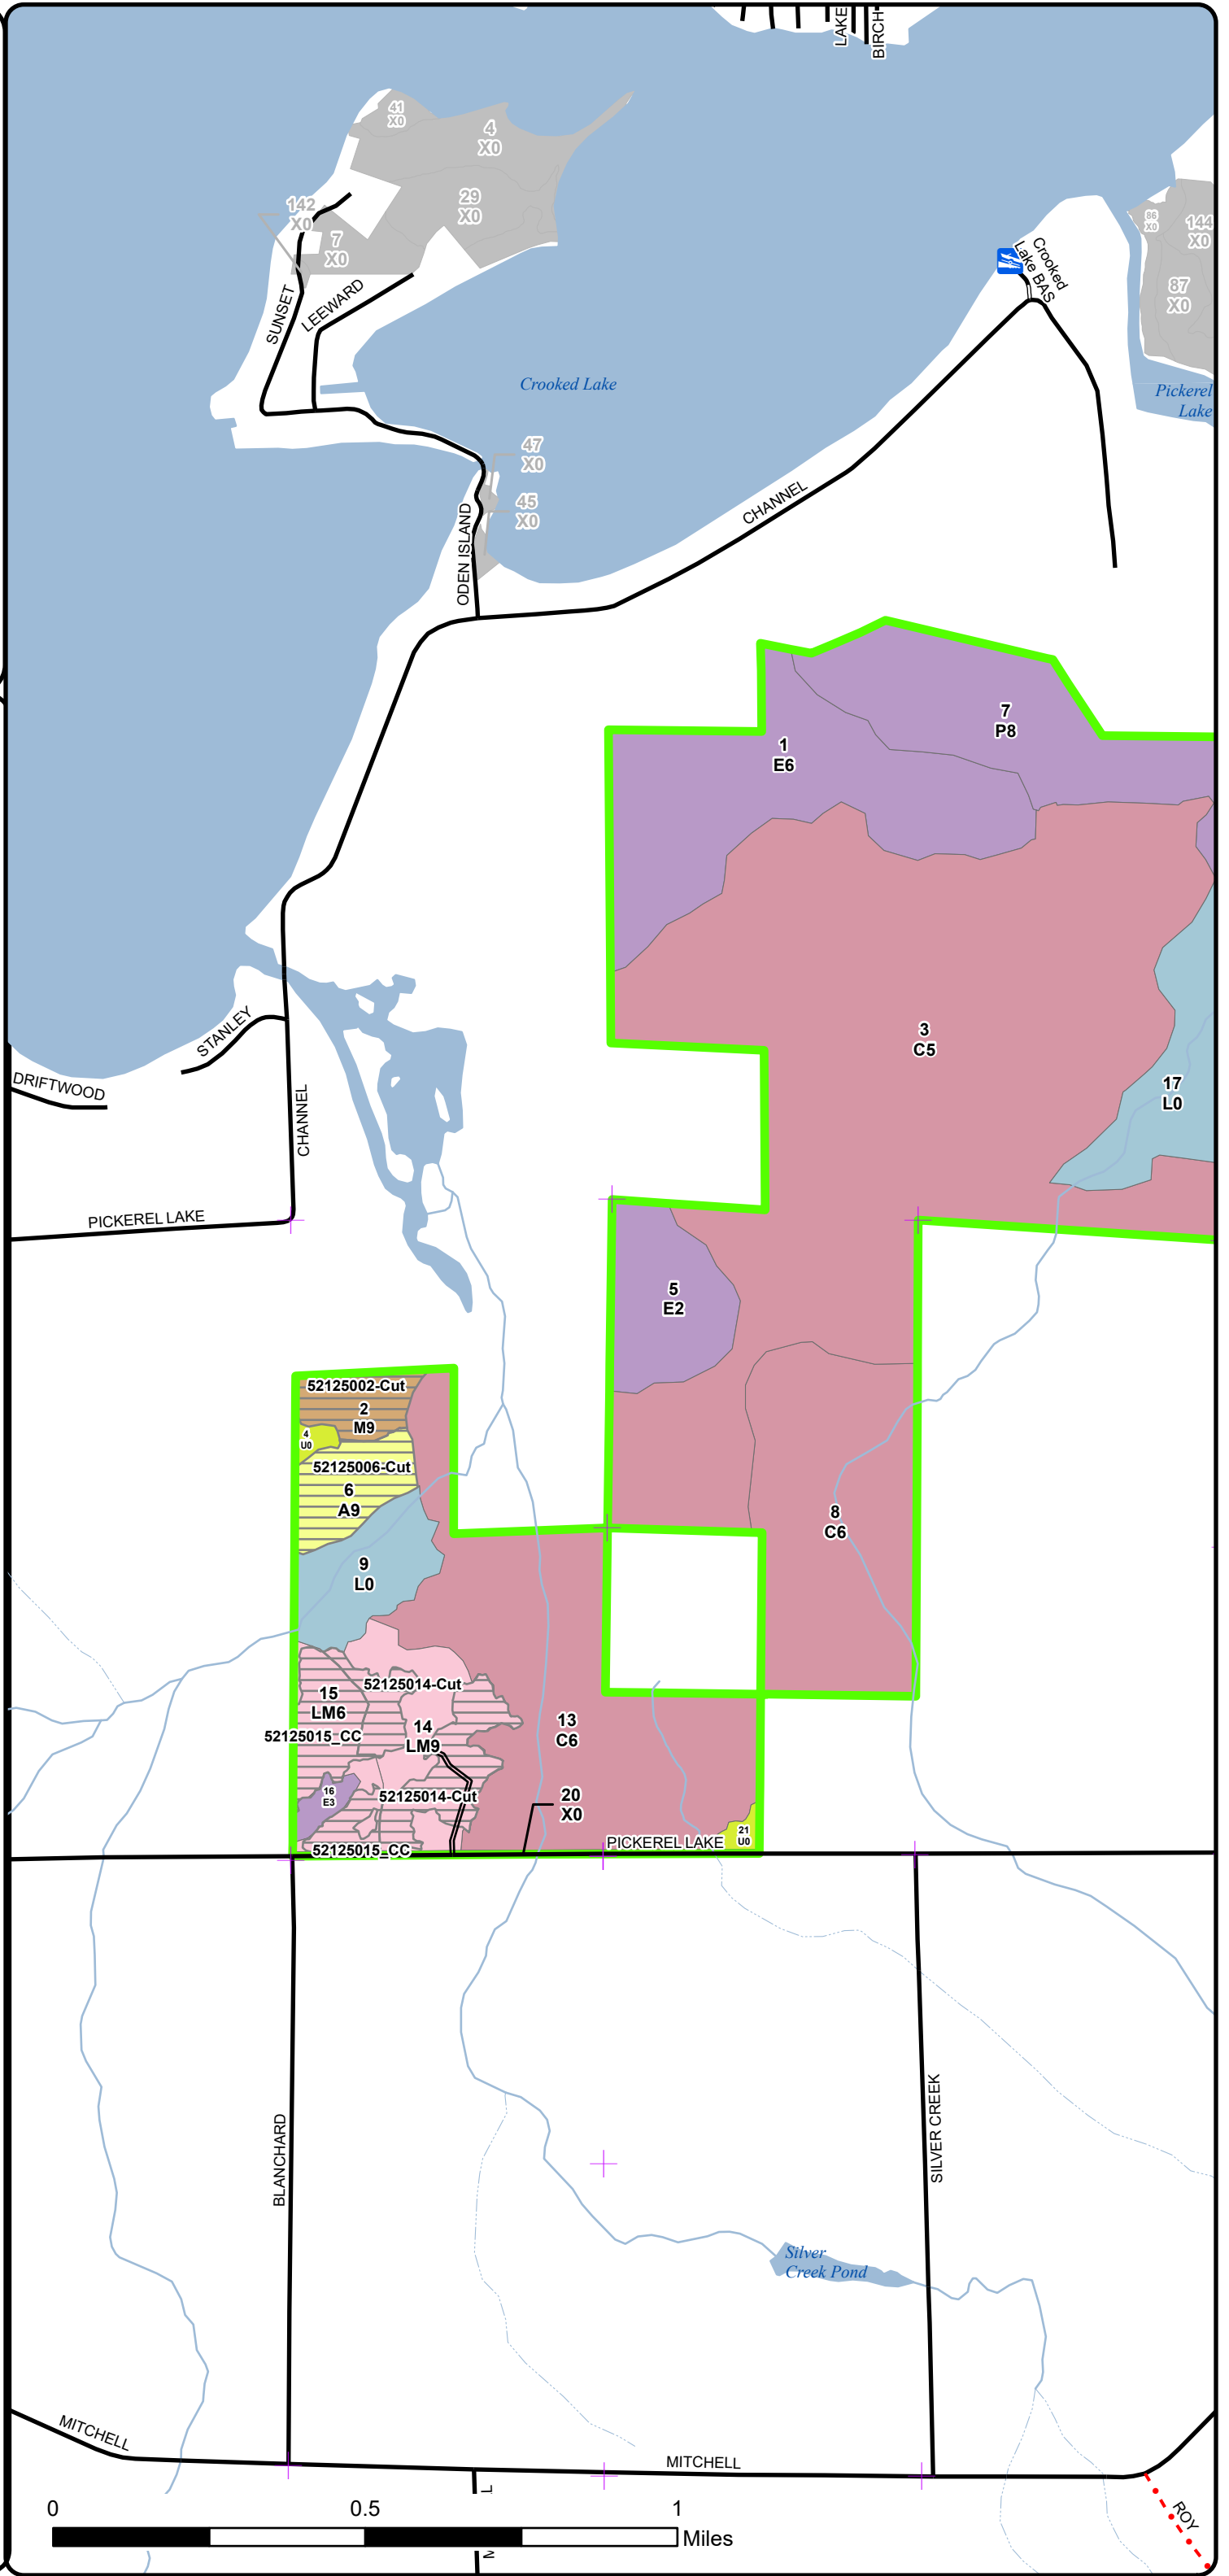 LAKE
BIRCH
41
X0
4
X0
142
X0
29
X0
7
X0
86
X0
144
X0
87
X0
SUNSET
LEEWARD
Crooked
Lake BAS
Crooked Lake
Pickerel
Lake
47
X0
45
X0
ODEN ISLAND
CHANNEL
7
P8
1
E6
3
C5
STANLEY
DRIFTWOOD
CHANNEL
17
L0
PICKEREL LAKE
5
E2
52125002-Cut
2
M9
4
U0
52125006-Cut
6
A9
8
C6
9
L0
52125014-Cut
15
LM6
13
C6
14
LM9
52125015_CC
16
E3
52125014-Cut
20
X0
21
U0
PICKEREL LAKE
52125015_CC
BLANCHARD
SILVER CREEK
Silver
Creek Pond
MITCHELL
MITCHELL
ROY
L
N
0 0.5 1
Miles